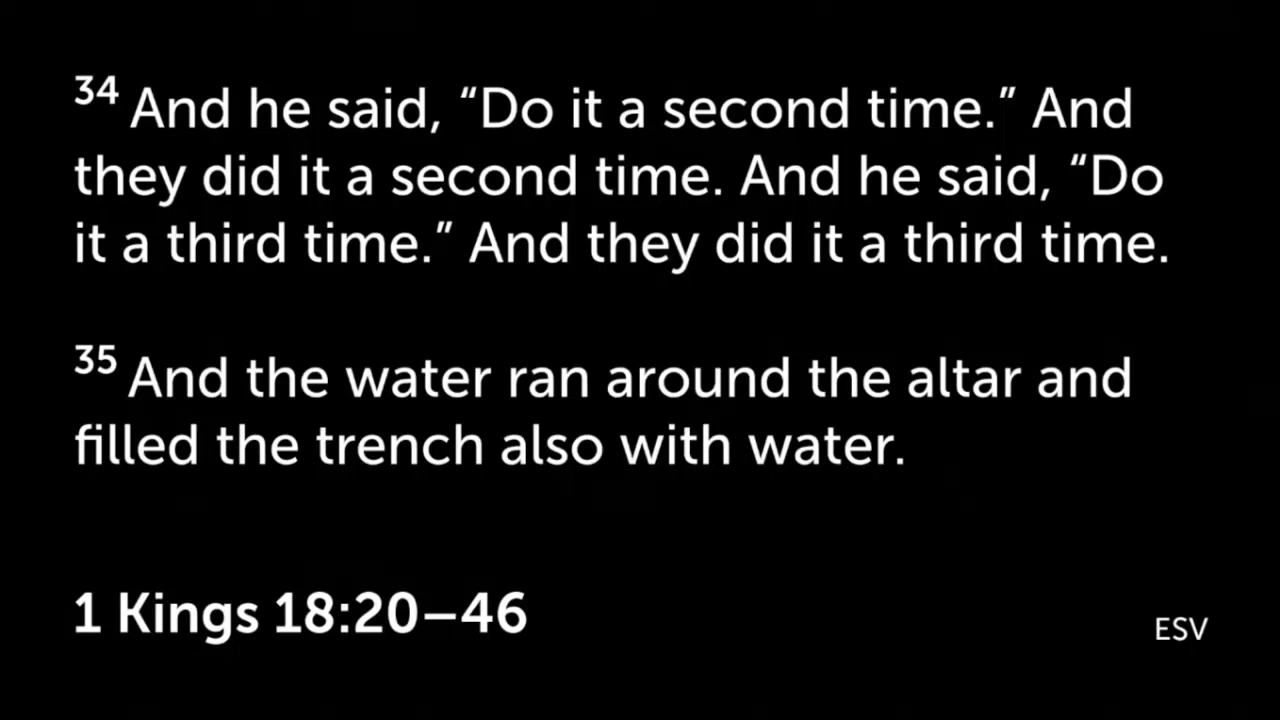 34 And he said, “Do it a second time.” And
they did it a second time. And he said, “Do
it a third time.” And they did it a third time.
35 And the water ran around the altar and
filled the trench also with water.
1 Kings 18:20–46
ESV